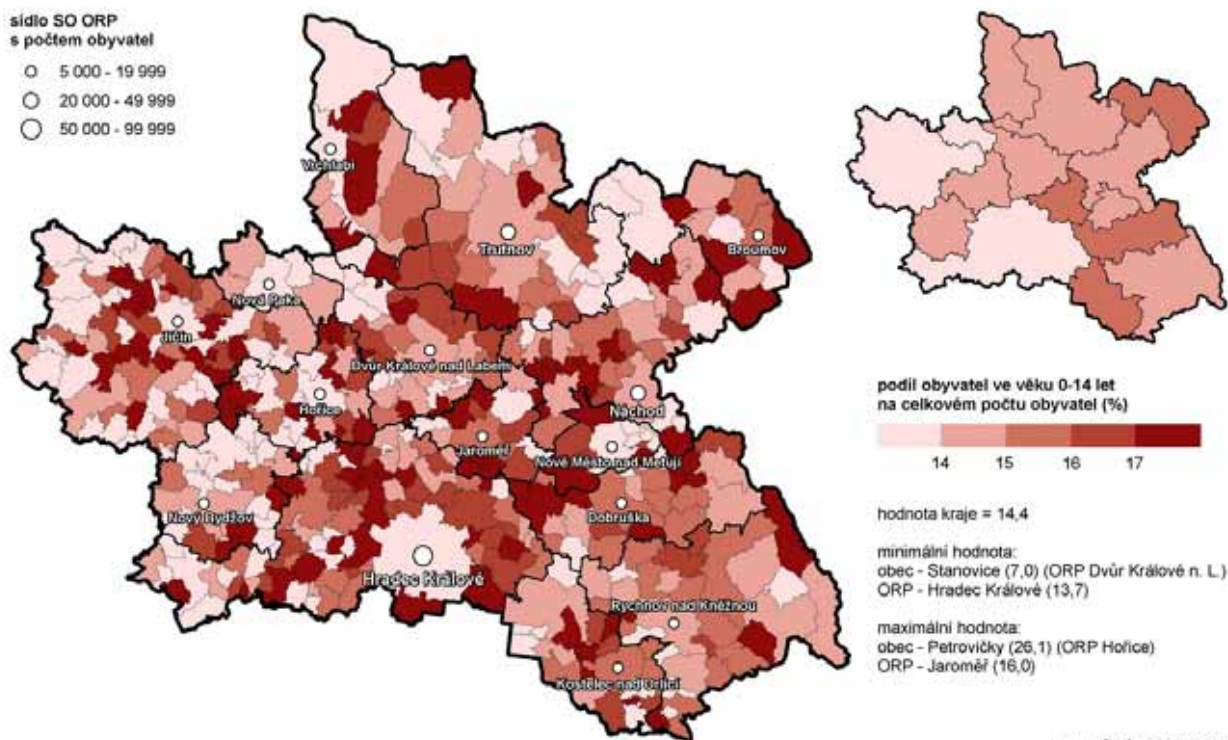 sídlo SO ORP
s počtem obyvatel
5 000 - 19 999
20 000 - 49 999
50 000 - 99 999
Vrchlabí
Trutnov
Broumov
Nová Paka
Jičín
Dvůr Králové nad Labem
Hořice
Náchod
Jaroměř
Nové Město nad Metují
Nový Bydžov
Dobruška
Hradec Králové
Rychnov nad Kněžnou
Kostelec nad Orlicí
podíl obyvatel ve věku 0-14 let
na celkovém počtu obyvatel (%)
14 15 16 17
hodnota kraje = 14,4
minimální hodnota:
obec - Stanovice (7,0) (ORP Dvůr Králové n. L.)
ORP - Hradec Králové (13,7)
maximální hodnota:
obec - Petrovičky (26,1) (ORP Hořice)
ORP - Jaroměř (16,0)